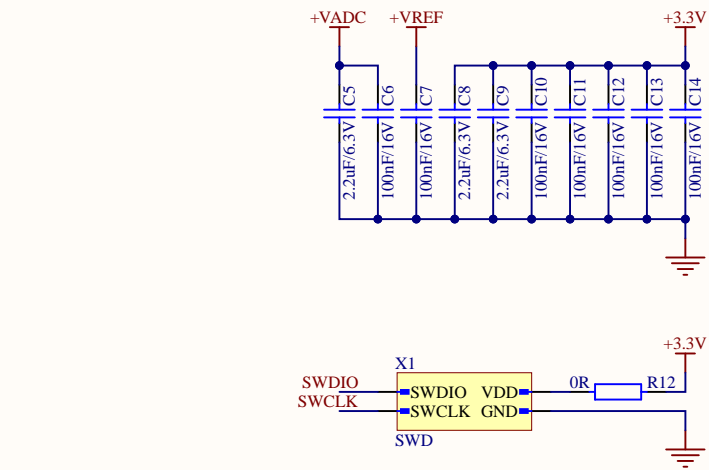 +VADC
+VREF
+3.3V
C5
2.2uF/6.3V
C6
100nF/16V
C7
100nF/16V
C8
2.2uF/6.3V
C9
2.2uF/6.3V
C10
100nF/16V
C11
100nF/16V
C12
100nF/16V
C13
100nF/16V
C14
100nF/16V
+3.3V
X1
SWDIO
SWDIO VDD
0R
R12
SWCLK
SWCLK GND
SWD